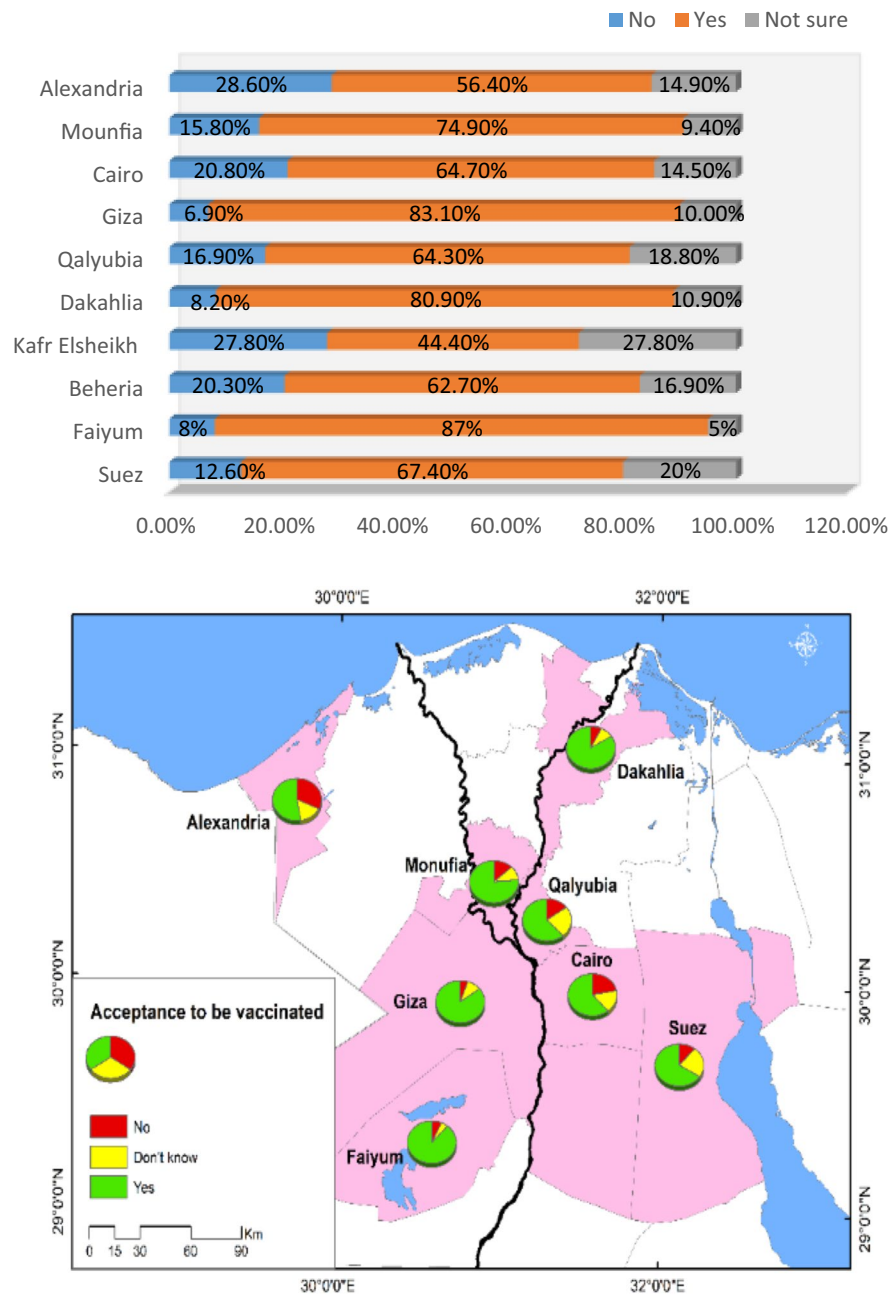 No Yes Not sure
Alexandria 28.60% 56.40% 14.90%
Mounfia 15.80% 74.90% 9.40%
Cairo 20.80% 64.70% 14.50%
Giza 6.90% 83.10% 10.00%
Qalyubia 16.90% 64.30% 18.80%
Dakahlia 8.20% 80.90% 10.90%
Kafr Elsheikh 27.80% 44.40% 27.80%
Beheria 20.30% 62.70% 16.90%
Faiyum 8% 87% 5%
Suez 12.60% 67.40% 20%
0.00% 20.00% 40.00% 60.00% 80.00% 100.00% 120.00%
30°0'0"E 32°0'0"E
31°0'0"N
31°0'0"N
Dakahlia
Alexandria
Monufia
Qalyubia
Cairo
30°0'0"N
30°0'0"N
Giza
Suez
Acceptance to be vaccinated
No
Don't know
Yes
Faiyum
Km
0 15 30 60 90
29°0'0"N
29°0'0"N
30°0'0"E 32°0'0"E